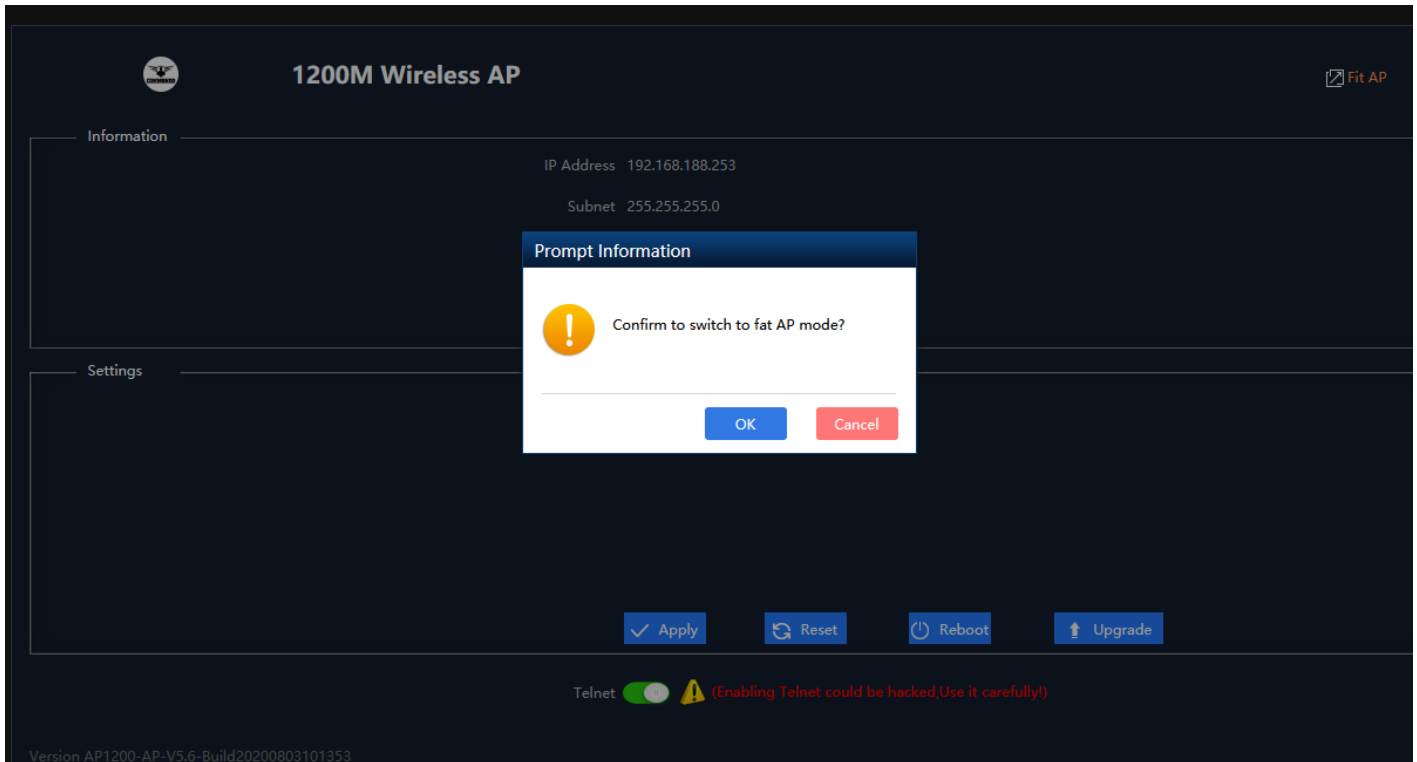 COMMANDO
1200M Wireless AP
Fit AP
Information
IP Address 192.168.188.253
Subnet 255.255.255.0
Prompt Information
Confirm to switch to fat AP mode?
OK Cancel
Settings
Apply Reset Reboot Upgrade
Telnet (Enabling Telnet could be hacked,Use it carefully!)
Version AP1200-AP-V5.6-Build20200803101353